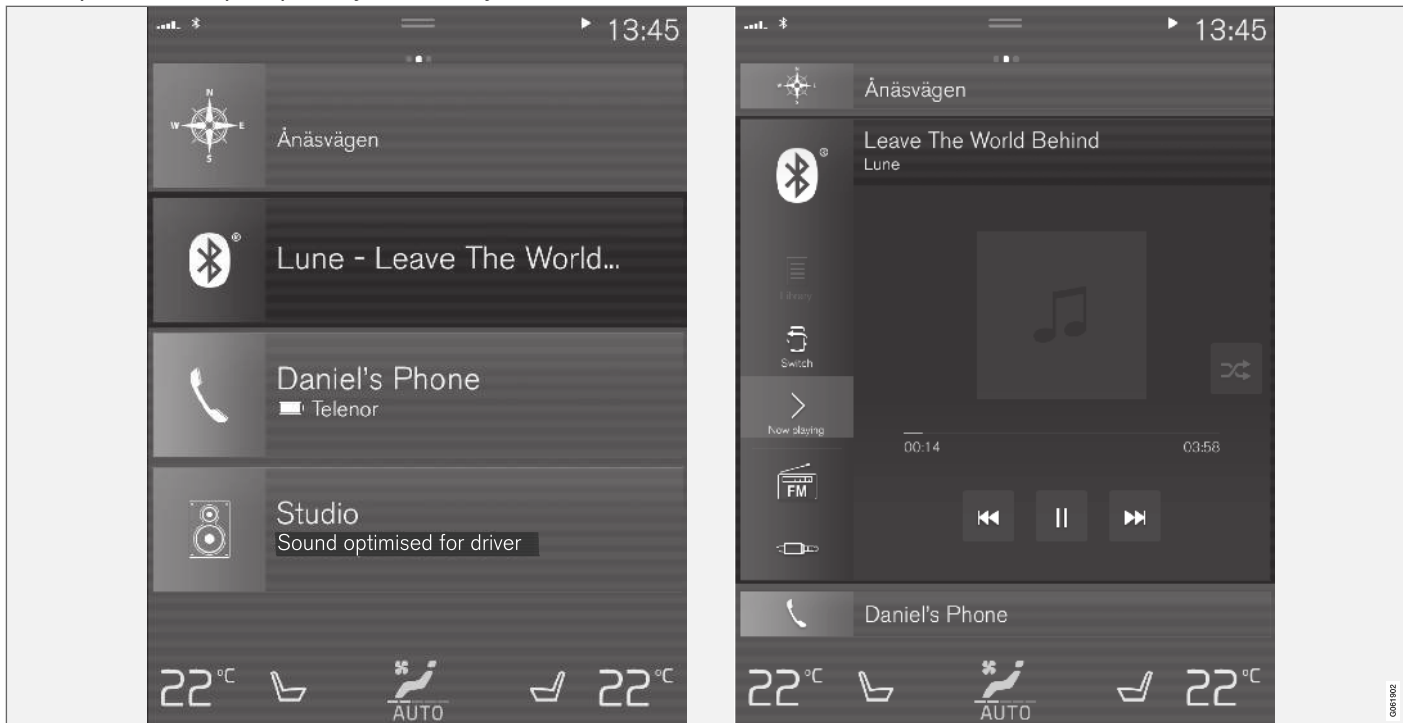 13:45
N
W E
S
Ånäsvägen
®
Lune - Leave The World...
Daniel's Phone
Telenor
Studio
Sound optimised for driver
22°C
AUTO
22°C
13:45
Ånäsvägen
®
Leave The World Behind
Lune
Library
Switch
Now playing
00:14
03:58
FM
Daniel's Phone
22°C
AUTO
22°C
G061902